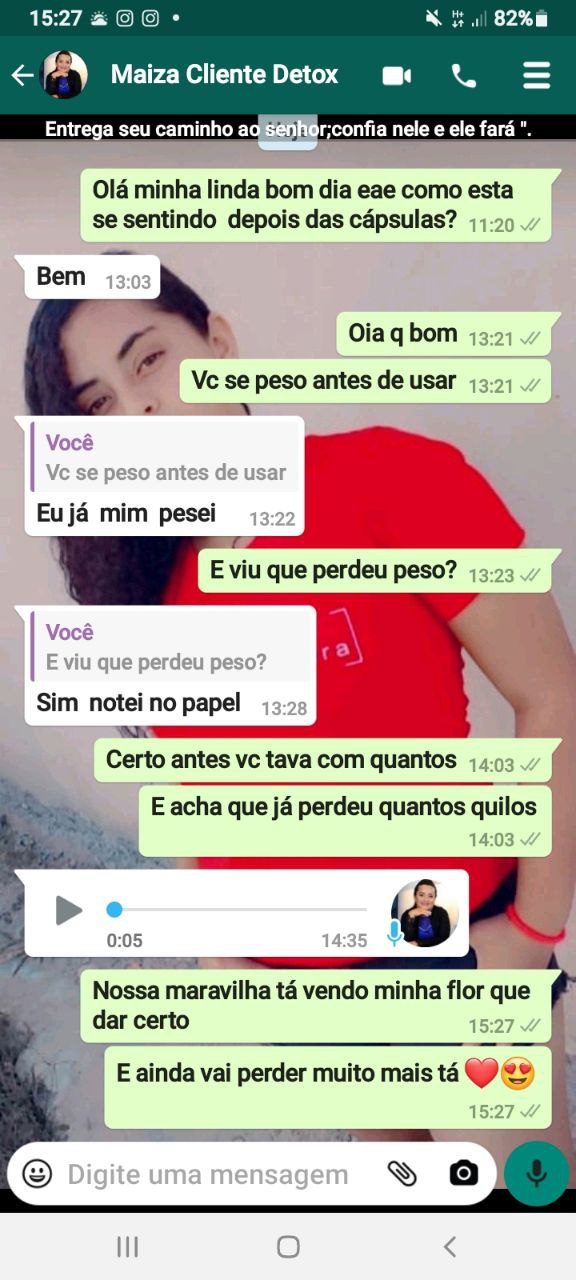 15:27
82%
Maiza Cliente Detox
Entrega seu caminho ao senhor;confia nele e ele fará ".
Olá minha linda bom dia eae como esta
se sentindo depois das cápsulas? 11:20
Bem 13:03
Oia q bom 13:21
Vc se peso antes de usar 13:21
Você
Vc se peso antes de usar
Eu já mim pesei 13:22
E viu que perdeu peso? 13:23
Você
E viu que perdeu peso?
Sim notei no papel 13:28
Certo antes vc tava com quantos 14:03
E acha que já perdeu quantos quilos
14:03
0:05 14:35
Nossa maravilha tá vendo minha flor que
dar certo 15:27
E ainda vai perder muito mais tá❤️😍
15:27
Digite uma mensagem